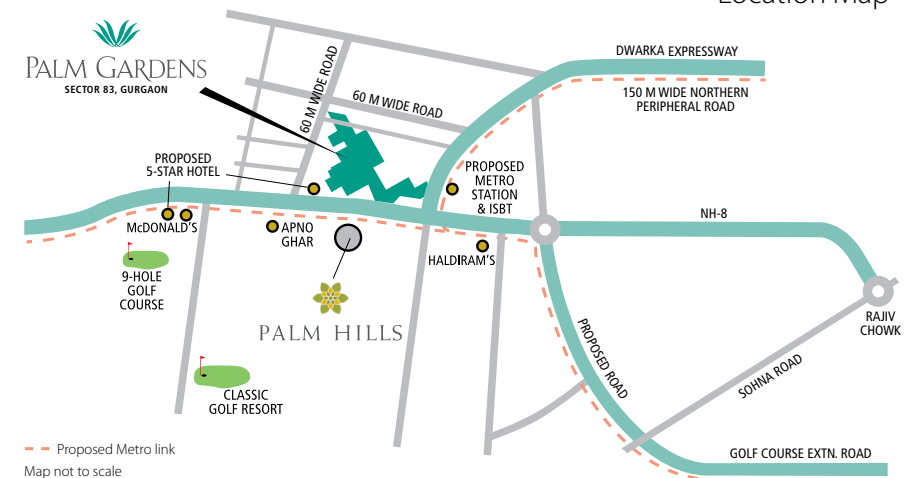 Location Map
PALM GARDENS
SECTOR 83, GURGAON
60 M WIDE ROAD
60 M WIDE ROAD
DWARKA EXPRESSWAY
150 M WIDE NORTHERN
PERIPHERAL ROAD
PROPOSED
5-STAR HOTEL
PROPOSED
METRO
STATION
& ISBT
McDONALD'S
APNO
GHAR
HALDIRAM'S
NH-8
9-HOLE
GOLF
COURSE
PALM HILLS
RAJIV
CHOWK
PROPOSED ROAD
SOHNA ROAD
CLASSIC
GOLF RESORT
GOLF COURSE EXTN. ROAD
Proposed Metro link
Map not to scale